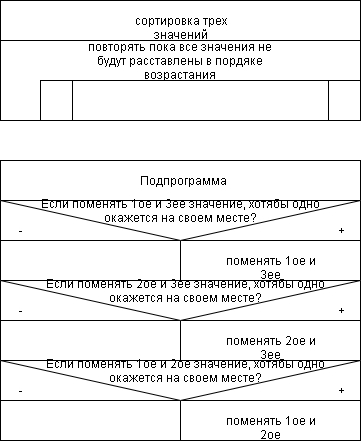 сортировка трех
значений
повторять пока все значения не
будут расставлены в пордяке
возрастания
Подпрограмма
Если поменять 1ое и 3ее значение, хотябы одно
окажется на своем месте?
- +
поменять 1ое и
3ее
Если поменять 2ое и 3ее значение, хотябы одно
окажется на своем месте?
- +
поменять 2ое и
3ее
Если поменять 1ое и 2ое значение, хотябы одно
окажется на своем месте?
- +
поменять 1ое и
2ое